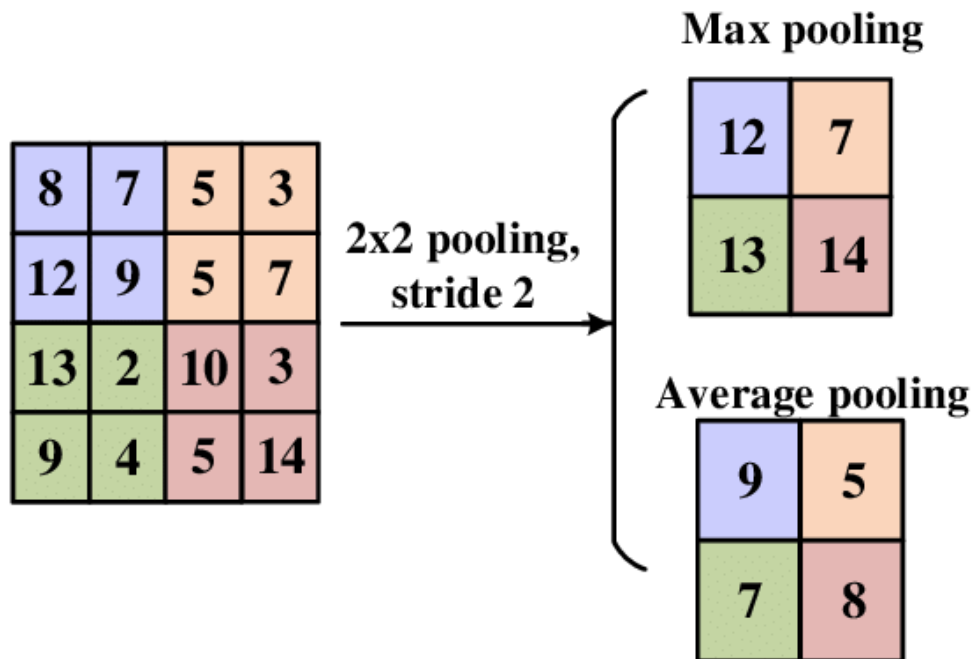 Max pooling
12 7
13 14
8 7 5 3
12 9 5 7
13 2 10 3
9 4 5 14
2x2 pooling,
stride 2
Average pooling
9 5
7 8